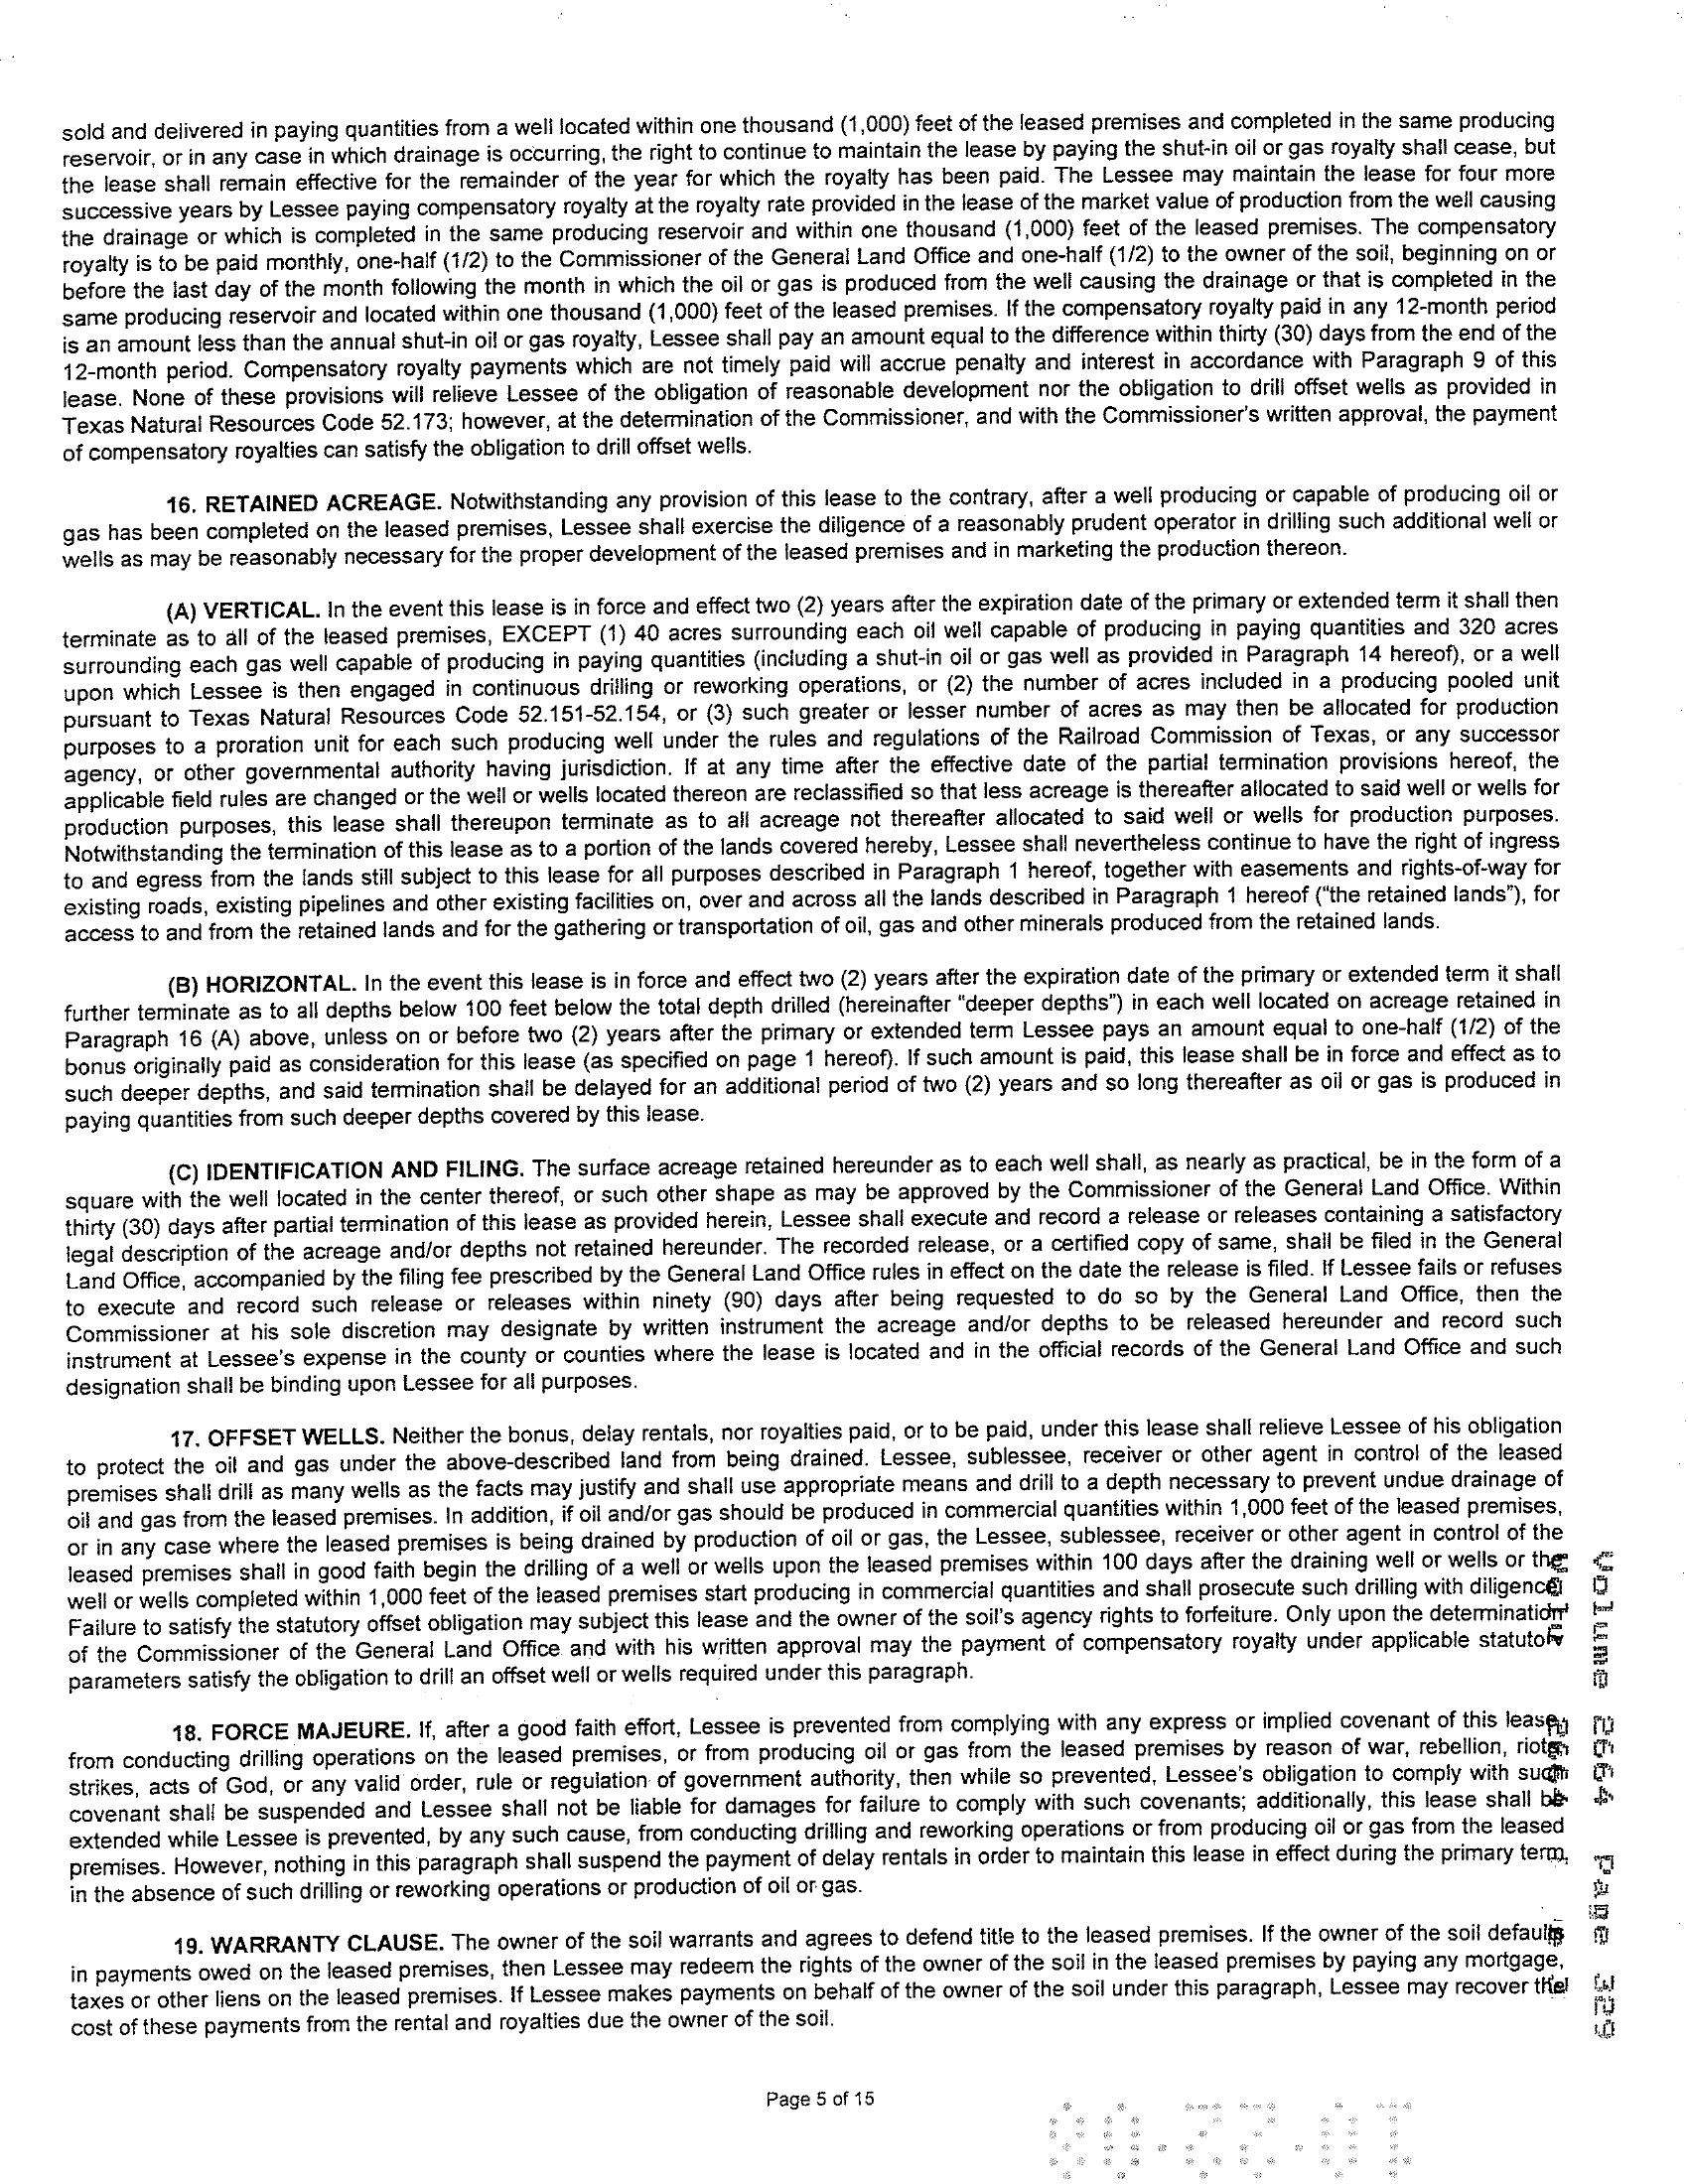 sold and delivered in paying quantities from a well located within one thousand (1,000) feet of the leased premises and completed in the same producing
reservoir, or in any case in which drainage is occurring, the right to continue to maintain the lease by paying the shut-in oil or gas royalty shall cease, but
the lease shall remain effective for the remainder of the year for which the royalty has been paid. The Lessee may maintain the lease for four more
successive years by Lessee paying compensatory royalty at the royalty rate provided in the lease of the market value of production from the well causing
the drainage or which is completed in the same producing reservoir and within one thousand (1,000) feet of the leased premises. The compensatory
royalty is to be paid monthly, one-half (1/2) to the Commissioner of the General Land Office and one-half (1/2) to the owner of the soil, beginning on or
before the last day of the month following the month in which the oil or gas is produced from the well causing the drainage or that is completed in the
same producing reservoir and located within one thousand (1,000) feet of the leased premises. If the compensatory royalty paid in any 12-month period
is an amount less than the annual shut-in oil or gas royalty, Lessee shall pay an amount equal to the difference within thirty (30) days from the end of the
12-month period. Compensatory royalty payments which are not timely paid will accrue penalty and interest in accordance with Paragraph 9 of this
lease. None of these provisions will relieve Lessee of the obligation of reasonable development nor the obligation to drill offset wells as provided in
Texas Natural Resources Code 52.173; however, at the determination of the Commissioner, and with the Commissioner's written approval, the payment
of compensatory royalties can satisfy the obligation to drill offset wells.
16. RETAINED ACREAGE. Notwithstanding any provision of this lease to the contrary, after a well producing or capable of producing oil or
gas has been completed on the leased premises, Lessee shall exercise the diligence of a reasonably prudent operator in drilling such additional well or
wells as may be reasonably necessary for the proper development of the leased premises and in marketing the production thereon.
(A) VERTICAL. In the event this lease is in force and effect two (2) years after the expiration date of the primary or extended term it shall then
terminate as to all of the leased premises, EXCEPT (1) 40 acres surrounding each oil well capable of producing in paying quantities and 320 acres
surrounding each gas well capable of producing in paying quantities (including a shut-in oil or gas well as provided in Paragraph 14 hereof), or a well
upon which Lessee is then engaged in continuous drilling or reworking operations, or (2) the number of acres included in a producing pooled unit
pursuant to Texas Natural Resources Code 52.151-52.154, or (3) such greater or lesser number of acres as may then be allocated for production
purposes to a proration unit for each such producing well under the rules and regulations of the Railroad Commission of Texas, or any successor
agency, or other governmental authority having jurisdiction. If at any time after the effective date of the partial termination provisions hereof, the
applicable field rules are changed or the well or wells located thereon are reclassified so that less acreage is thereafter allocated to said well or wells for
production purposes, this lease shall thereupon terminate as to all acreage not thereafter allocated to said well or wells for production purposes.
Notwithstanding the termination of this lease as to a portion of the lands covered hereby, Lessee shall nevertheless continue to have the right of ingress
to and egress from the lands still subject to this lease for all purposes described in Paragraph 1 hereof, together with easements and rights-of-way for
existing roads, existing pipelines and other existing facilities on, over and across all the lands described in Paragraph 1 hereof ("the retained lands"), for
access to and from the retained lands and for the gathering or transportation of oil, gas and other minerals produced from the retained lands.
(B) HORIZONTAL. In the event this lease is in force and effect two (2) years after the expiration date of the primary or extended term it shall
further terminate as to all depths below 100 feet below the total depth drilled (hereinafter "deeper depths") in each well located on acreage retained in
Paragraph 16 (A) above, unless on or before two (2) years after the primary or extended term Lessee pays an amount equal to one-half (1/2) of the
bonus originally paid as consideration for this lease (as specified on page 1 hereof). If such amount is paid, this lease shall be in force and effect as to
such deeper depths, and said termination shall be delayed for an additional period of two (2) years and so long thereafter as oil or gas is produced in
paying quantities from such deeper depths covered by this lease.
(C) IDENTIFICATION AND FILING. The surface acreage retained hereunder as to each well shall, as nearly as practical, be in the form of a
square with the well located in the center thereof, or such other shape as may be approved by the Commissioner of the General Land Office. Within
thirty (30) days after partial termination of this lease as provided herein, Lessee shall execute and record a release or releases containing a satisfactory
legal description of the acreage and/or depths not retained hereunder. The recorded release, or a certified copy of same, shall be filed in the General
Land Office, accompanied by the filing fee prescribed by the General Land Office rules in effect on the date the release is filed. If Lessee fails or refuses
to execute and record such release or releases within ninety (90) days after being requested to do so by the General Land Office, then the
Commissioner at his sole discretion may designate by written instrument the acreage and/or depths to be released hereunder and record such
instrument at Lessee's expense in the county or counties where the lease is located and in the official records of the General Land Office and such
designation shall be binding upon Lessee for all purposes.
17. OFFSET WELLS. Neither the bonus, delay rentals, nor royalties paid, or to be paid, under this lease shall relieve Lessee of his obligation
to protect the oil and gas under the above-described land from being drained. Lessee, sublessee, receiver or other agent in control of the leased
premises shall drill as many wells as the facts may justify and shall use appropriate means and drill to a depth necessary to prevent undue drainage of
oil and gas from the leased premises. In addition, if oil and/or gas should be produced in commercial quantities within 1,000 feet of the leased premises,
or in any case where the leased premises is being drained by production of oil or gas, the Lessee, sublessee, receiver or other agent in control of the
leased premises shall in good faith begin the drilling of a well or wells upon the leased premises within 100 days after the draining well or wells or the
well or wells completed within 1,000 feet of the leased premises start producing in commercial quantities and shall prosecute such drilling with diligence.
Failure to satisfy the statutory offset obligation may subject this lease and the owner of the soil's agency rights to forfeiture. Only upon the determination
of the Commissioner of the General Land Office and with his written approval may the payment of compensatory royalty under applicable statutory
parameters satisfy the obligation to drill an offset well or wells required under this paragraph.
18. FORCE MAJEURE. If, after a good faith effort, Lessee is prevented from complying with any express or implied covenant of this lease,
from conducting drilling operations on the leased premises, or from producing oil or gas from the leased premises by reason of war, rebellion, riots,
strikes, acts of God, or any valid order, rule or regulation of government authority, then while so prevented, Lessee's obligation to comply with such
covenant shall be suspended and Lessee shall not be liable for damages for failure to comply with such covenants; additionally, this lease shall be
extended while Lessee is prevented, by any such cause, from conducting drilling and reworking operations or from producing oil or gas from the leased
premises. However, nothing in this paragraph shall suspend the payment of delay rentals in order to maintain this lease in effect during the primary term,
in the absence of such drilling or reworking operations or production of oil or gas.
19. WARRANTY CLAUSE. The owner of the soil warrants and agrees to defend title to the leased premises. If the owner of the soil defaults
in payments owed on the leased premises, then Lessee may redeem the rights of the owner of the soil in the leased premises by paying any mortgage,
taxes or other liens on the leased premises. If Lessee makes payments on behalf of the owner of the soil under this paragraph, Lessee may recover the
cost of these payments from the rental and royalties due the owner of the soil.
Volume 2664 Page 329
Page 5 of 15